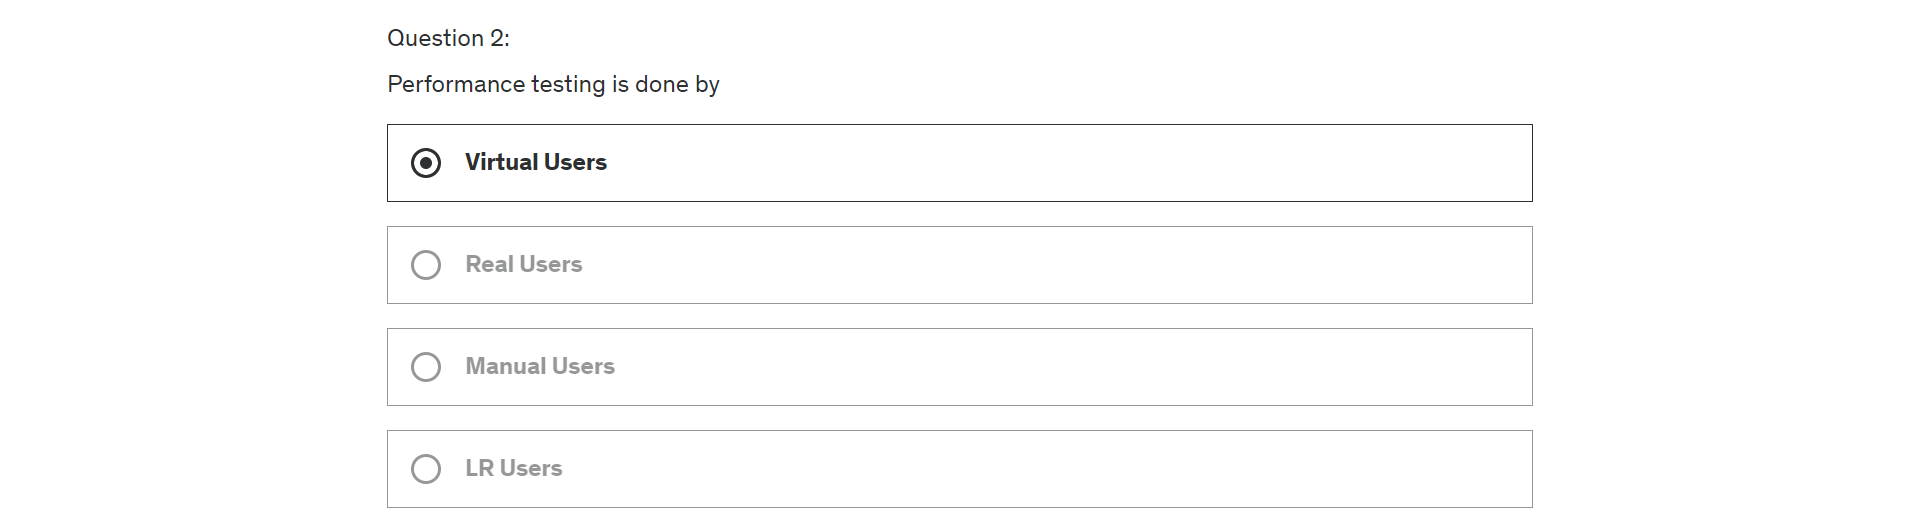 Question 2:
Performance testing is done by
Virtual Users
Real Users
Manual Users
LR Users